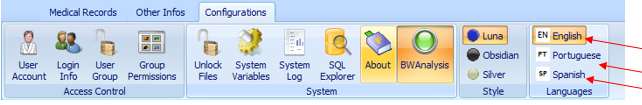 Medical Records Other Infos Configurations
User Account
Login Info
User Group
Group Permissions
Access Control
Unlock Files
System Variables
System Log
SQL Explorer
About
BWAnalysis
System
Luna
Obsidian
Silver
Style
EN English
PT Portuguese
SP Spanish
Languages